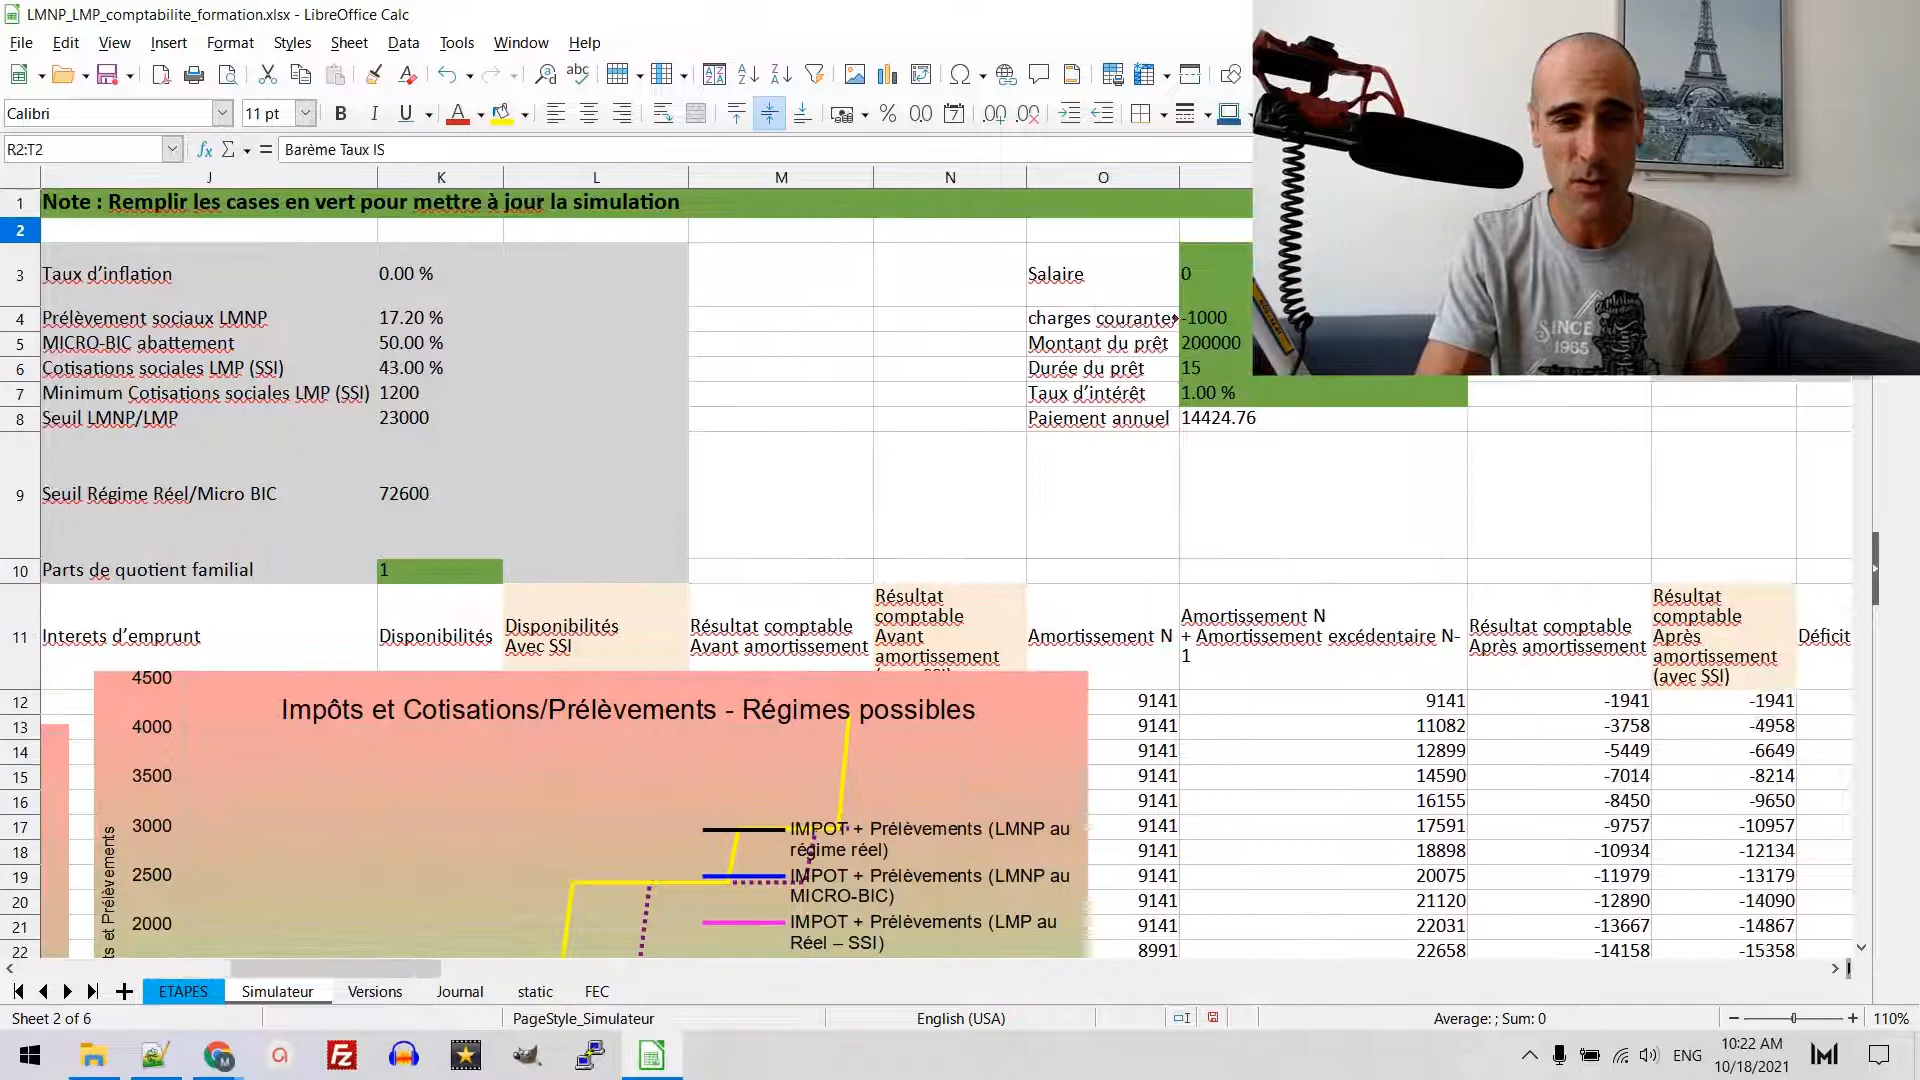 LMNP_LMP_comptabilite_formation.xlsx - LibreOffice Calc
File Edit View Insert Format Styles Sheet Data Tools Window Help
Calibri 11 pt
R2:T2 Barème Taux IS
J K L M N O
1 Note : Remplir les cases en vert pour mettre à jour la simulation
2
3 Taux d'inflation 0.00 % Salaire 0
4 Prélèvement sociaux LMNP 17.20 % charges courantes -1000
5 MICRO-BIC abattement 50.00 % Montant du prêt 200000
6 Cotisations sociales LMP (SSI) 43.00 % Durée du prêt 15
7 Minimum Cotisations sociales LMP (SSI) 1200 Taux d'intérêt 1.00 %
8 Seuil LMNP/LMP 23000 Paiement annuel 14424.76
9 Seuil Régime Réel/Micro BIC 72600
10 Parts de quotient familial 1
11 Interets d'emprunt Disponibilités
Disponibilités
Avec SSI
Résultat comptable
Avant amortissement
Résultat
comptable
Avant
amortissement
Amortissement N
Amortissement N
+ Amortissement excédentaire N-
1
Résultat comptable
Après amortissement
Résultat
comptable
Après
amortissement
(avec SSI)
Déficit
12 9141 9141 -1941 -1941
13 9141 11082 -3758 -4958
14 9141 12899 -5449 -6649
15 9141 14590 -7014 -8214
16 9141 16155 -8450 -9650
17 9141 17591 -9757 -10957
18 9141 18898 -10934 -12134
19 9141 20075 -11979 -13179
20 9141 21120 -12890 -14090
21 9141 22031 -13667 -14867
22 8991 22658 -14158 -15358
Impôts et Cotisations/Prélèvements - Régimes possibles
4500
4000
3500
3000
2500
2000
ts et Prélèvements
IMPOT + Prélèvements (LMNP au
régime réel)
IMPOT + Prélèvements (LMNP au
MICRO-BIC)
IMPOT + Prélèvements (LMP au
Réel – SSI)
SINCE
1965
ETAPES Simulateur Versions Journal static FEC
Sheet 2 of 6 PageStyle_Simulateur English (USA) Average: ; Sum: 0 110%
ENG
10:22 AM
10/18/2021